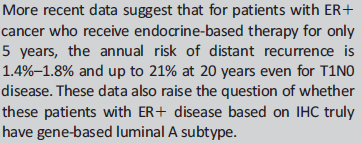 More recent data suggest that for patients with ER+
cancer who receive endocrine-based therapy for only
5 years, the annual risk of distant recurrence is
1.4%–1.8% and up to 21% at 20 years even for T1N0
disease. These data also raise the question of whether
these patients with ER+ disease based on IHC truly
have gene-based luminal A subtype.